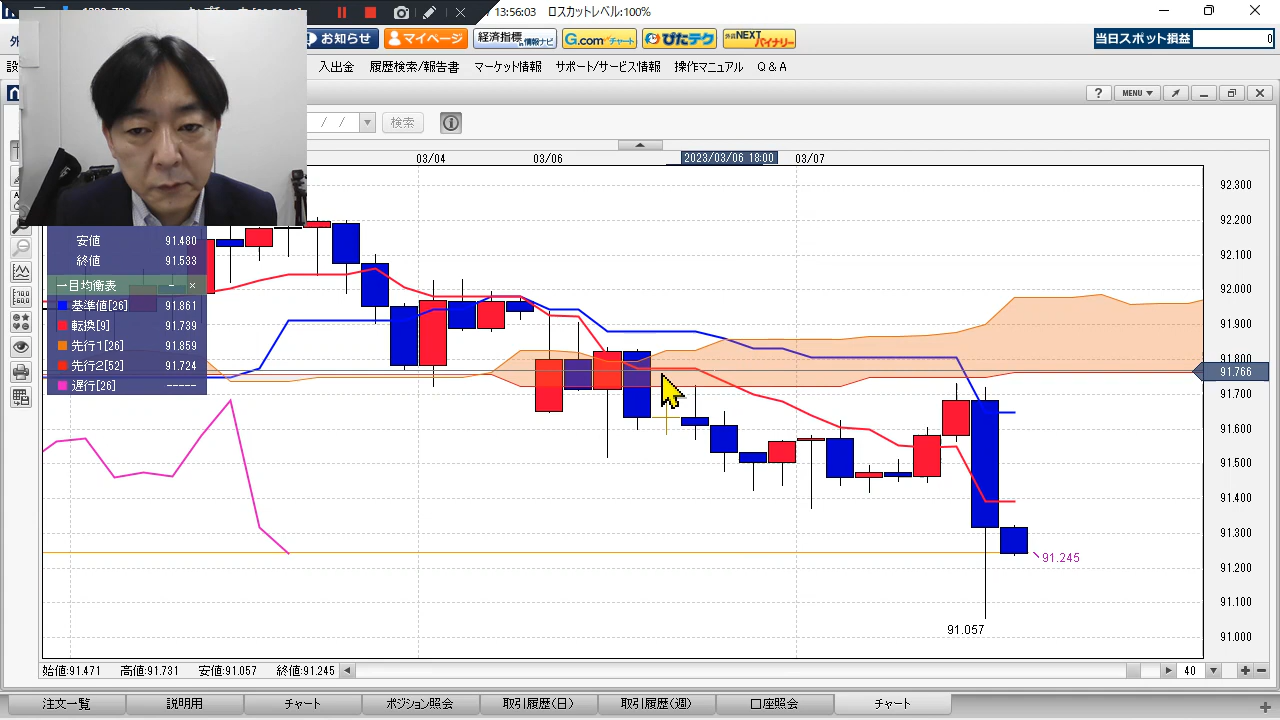 13:56:03 ロスカットレベル:100%
お知らせ
マイページ
経済指標 情報ナビ
G.comチャート
ぴたテク
外貨NEXTバイナリー
当日スポット損益
0
入出金 履歴検索/報告書 マーケット情報 サポート/サービス情報 操作マニュアル Q&A
? MENU
/ /
検索
03/04
03/06
2023/03/06 18:00
03/07
安値 91.480
終値 91.533
一目均衡表 - ×
基準値[26] 91.861
転換[9] 91.739
先行1[26] 91.859
先行2[52] 91.724
遅行[26] -----
92.300
92.200
92.100
92.000
91.900
91.800
91.766
91.700
91.600
91.500
91.400
91.300
91.200
91.100
91.000
91.245
91.057
始値:91.471 高値:91.731 安値:91.057 終値:91.245
40
注文一覧
説明用
チャート
ポジション照会
取引履歴(日)
取引履歴(週)
口座照会
チャート